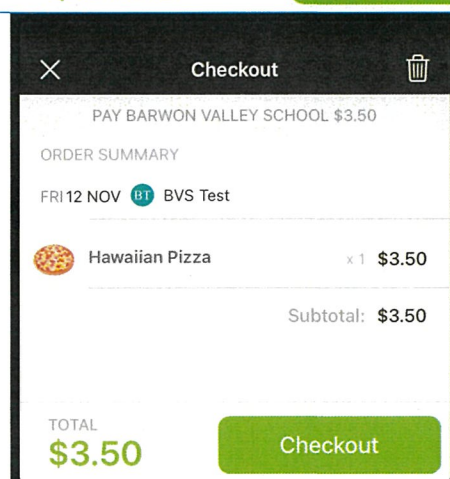 Checkout
PAY BARWON VALLEY SCHOOL $3.50
ORDER SUMMARY
FRI 12 NOV BT BVS Test
Hawaiian Pizza x 1 $3.50
Subtotal: $3.50
TOTAL
$3.50
Checkout